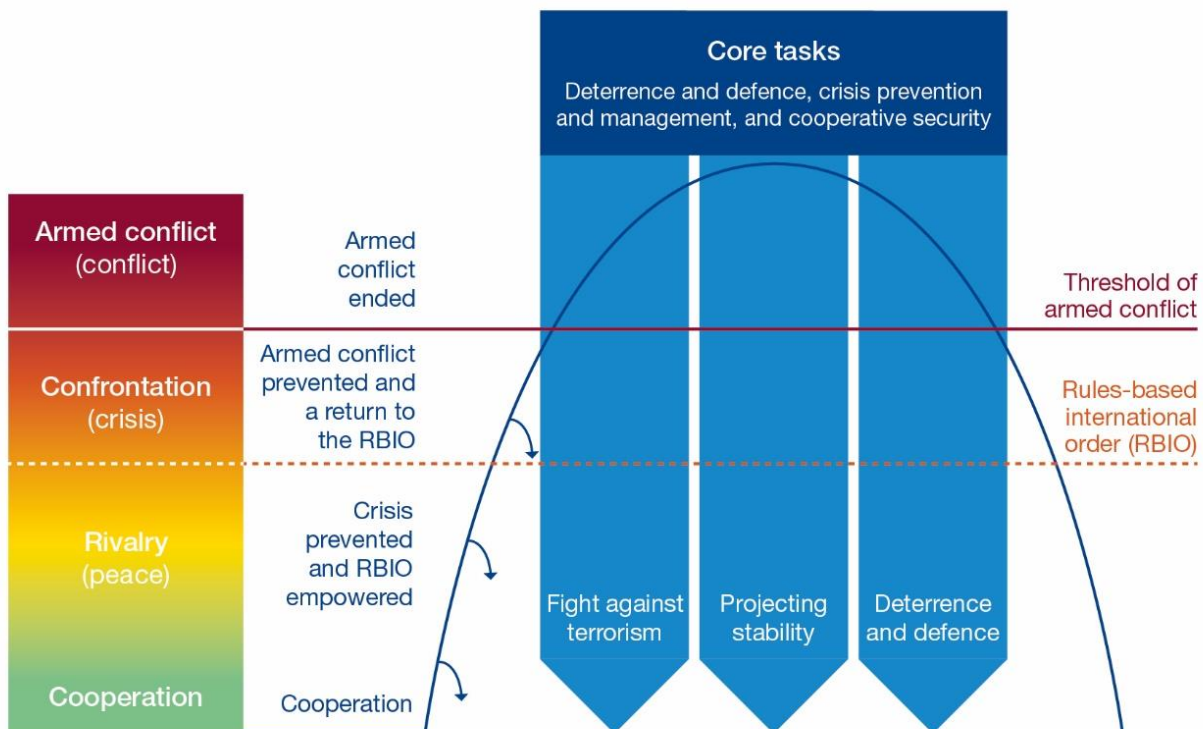 Core tasks
Deterrence and defence, crisis prevention
and management, and cooperative security
Armed conflict
(conflict)
Armed
conflict
ended
Threshold of
armed conflict
Confrontation
(crisis)
Armed conflict
prevented and
a return to
the RBIO
Rules-based
international
order (RBIO)
Rivalry
(peace)
Crisis
prevented
and RBIO
empowered
Fight against
terrorism
Projecting
stability
Deterrence
and defence
Cooperation
Cooperation